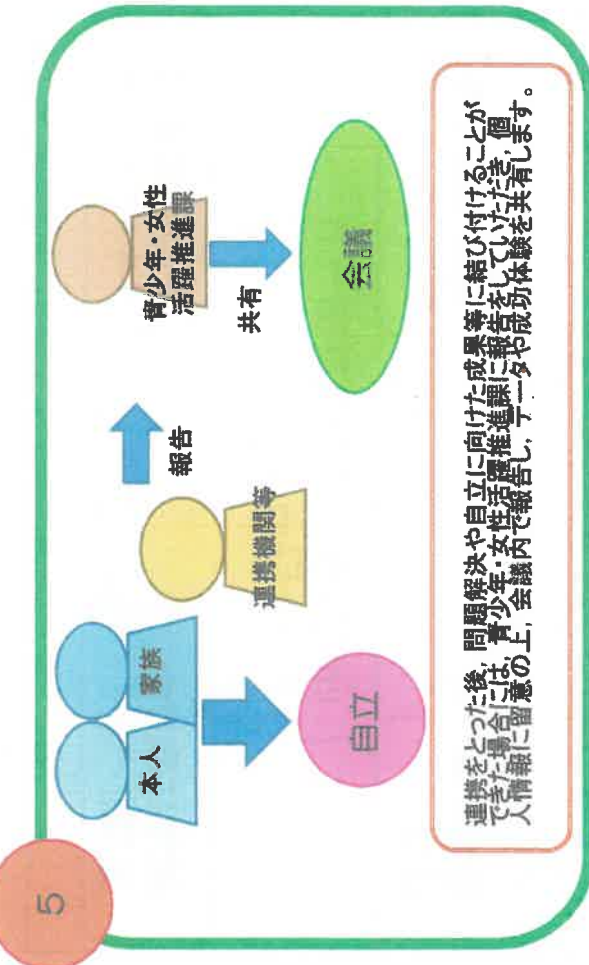 5
本人
家族
連携機関等
報告
青少年・女性
活躍推進課
共有
自立
会議
連携をとった後、問題解決や自立に向けた成果等に結び付けることが
できた場合には、青少年・女性活躍推進課に報告をしていただき、個
人情報に留意の上、会議内で報告し、データや成功体験を共有します。